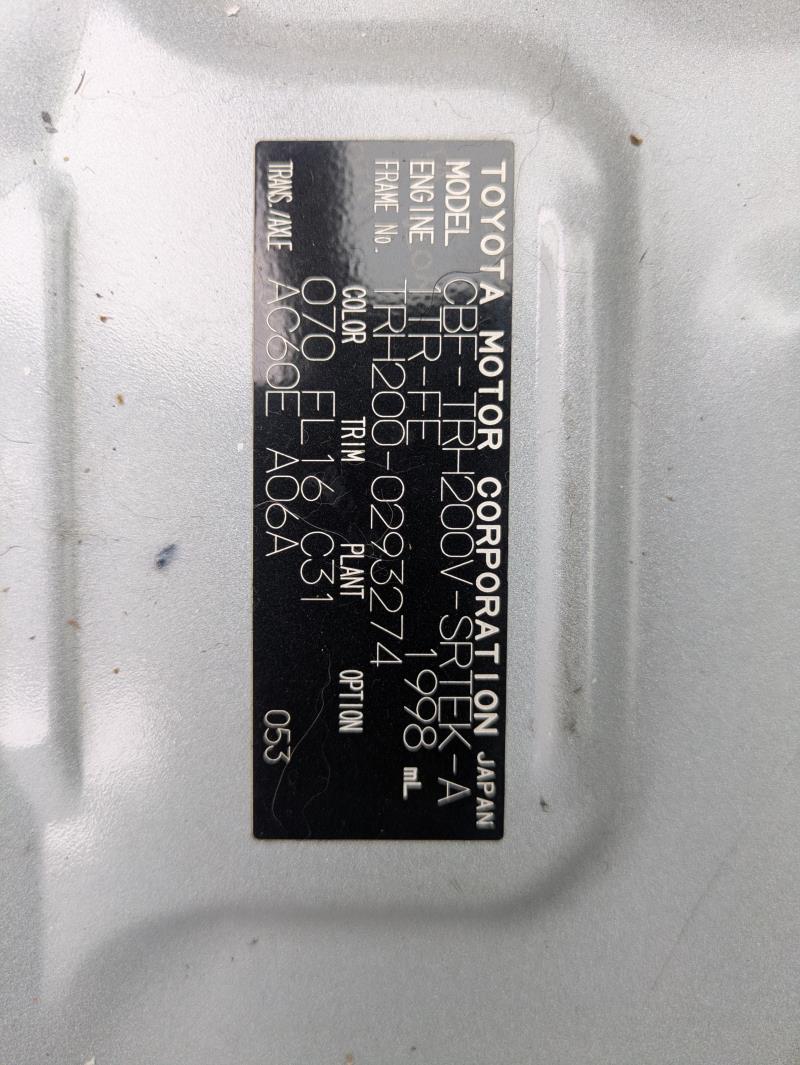 TOYOTA MOTOR CORPORATION JAPAN
MODEL CBF-TRH200V-SRTEK-A
ENGINE 1TR-FE 1998 mL
FRAME No. TRH200-0293274
COLOR TRIM PLANT OPTION
070 FL16 C31
TRANS./AXLE AC60E A06A 053